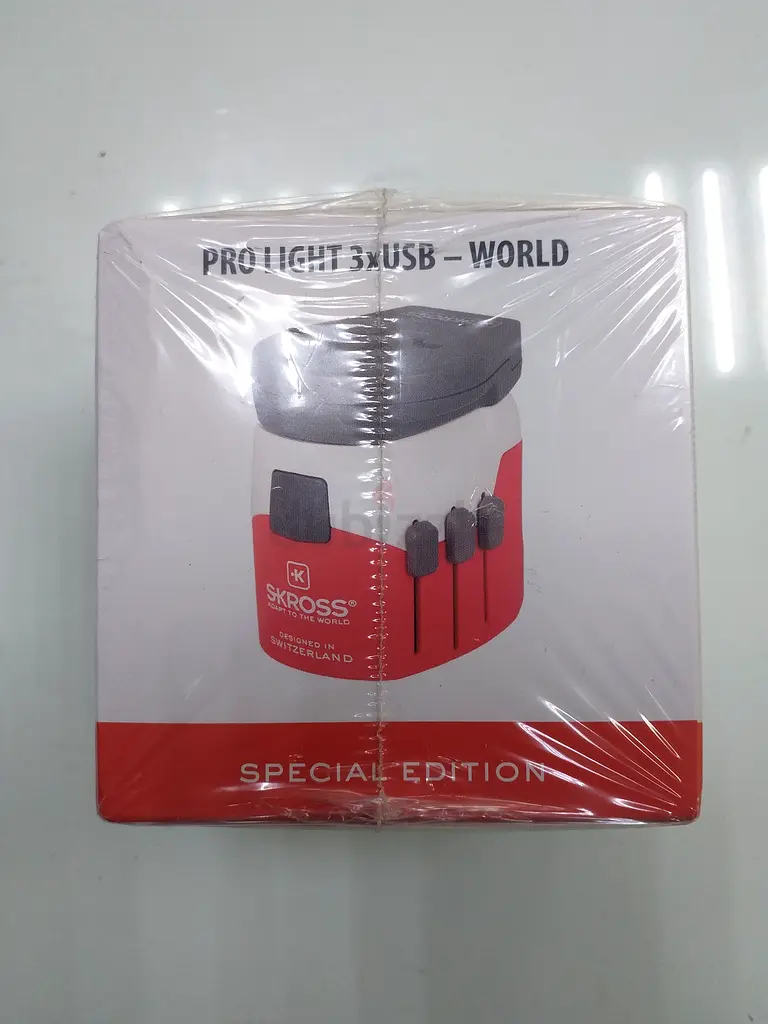 PRO LIGHT 3xUSB – WORLD
SKROSS®
ADAPT TO THE WORLD
DESIGNED IN
SWITZERLAND
SPECIAL EDITION